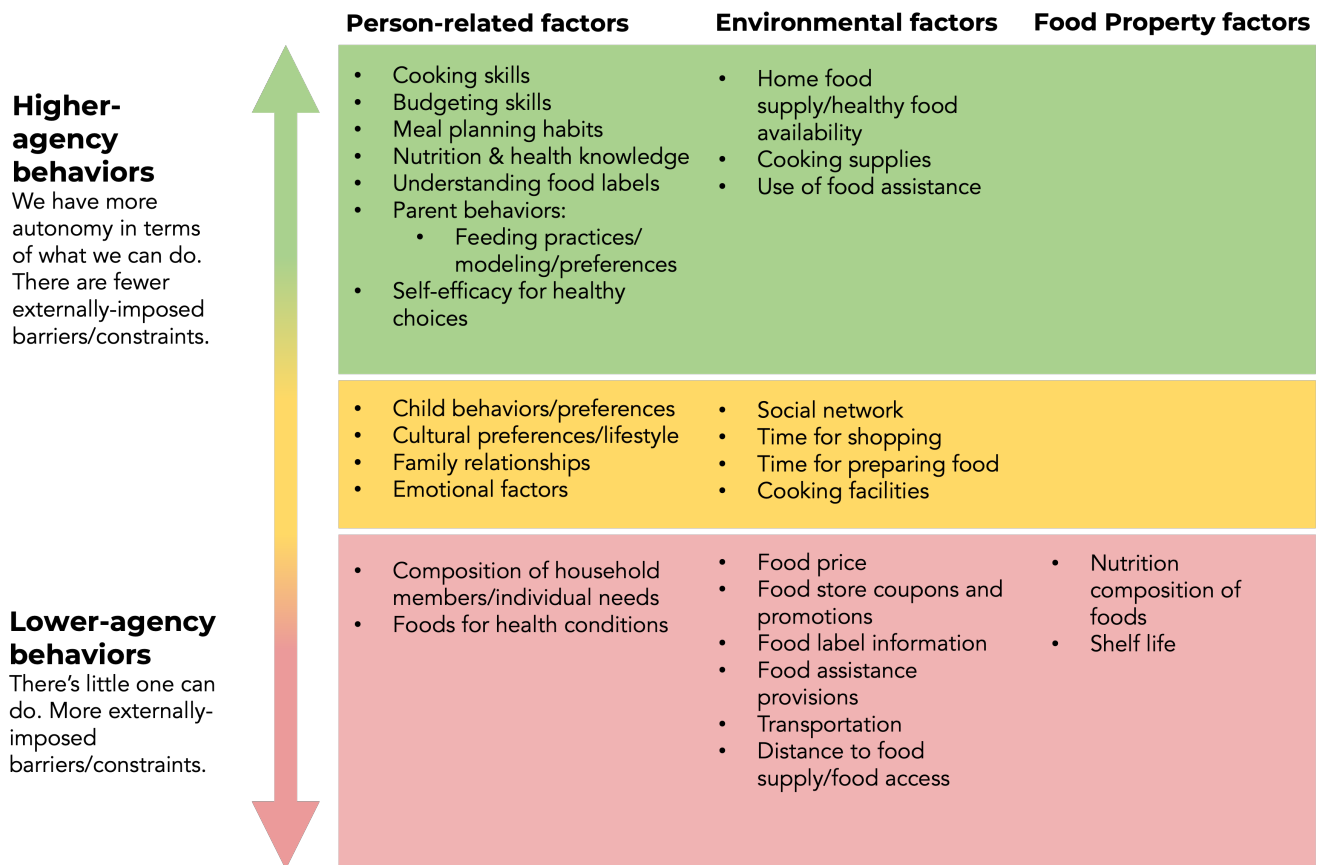 Person-related factors
Environmental factors
Food Property factors
Higher-
agency
behaviors
We have more
autonomy in terms
of what we can do.
There are fewer
externally-imposed
barriers/constraints.
• Cooking skills
• Budgeting skills
• Meal planning habits
• Nutrition & health knowledge
• Understanding food labels
• Parent behaviors:
• Feeding practices/
modeling/preferences
• Self-efficacy for healthy
choices
• Home food
supply/healthy food
availability
• Cooking supplies
• Use of food assistance
• Child behaviors/preferences
• Cultural preferences/lifestyle
• Family relationships
• Emotional factors
• Social network
• Time for shopping
• Time for preparing food
• Cooking facilities
Lower-agency
behaviors
There’s little one can
do. More externally-
imposed
barriers/constraints.
• Composition of household
members/individual needs
• Foods for health conditions
• Food price
• Food store coupons and
promotions
• Food label information
• Food assistance
provisions
• Transportation
• Distance to food
supply/food access
• Nutrition
composition of
foods
• Shelf life